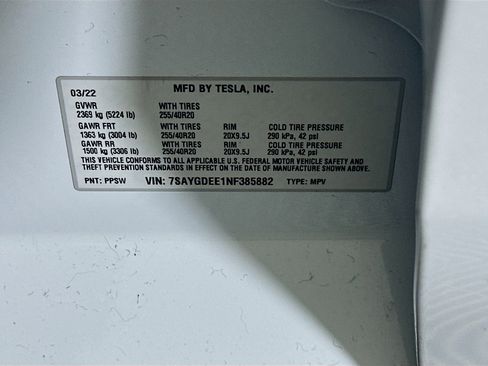 03/22 MFD BY TESLA, INC.
GVWR WITH TIRES
2369 kg (5224 lb) 255/40R20
GAWR FRT WITH TIRES RIM COLD TIRE PRESSURE
1363 kg (3004 lb) 255/40R20 20X9.5J 290 kPa, 42 psi
GAWR RR WITH TIRES RIM COLD TIRE PRESSURE
1500 kg (3306 lb) 255/40R20 20X9.5J 290 kPa, 42 psi
THIS VEHICLE CONFORMS TO ALL APPLICABLE U.S. FEDERAL MOTOR VEHICLE SAFETY AND
THEFT PREVENTION STANDARDS IN EFFECT ON THE DATE OF MANUFACTURE SHOWN ABOVE.
PNT: PPSW VIN: 7SAYGDEE1NF385882 TYPE: MPV